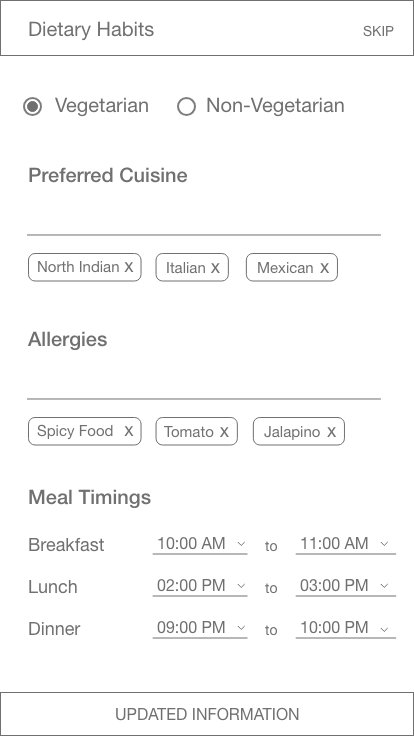 Dietary Habits SKIP
Vegetarian Non-Vegetarian
Preferred Cuisine
North Indian X Italian X Mexican X
Allergies
Spicy Food X Tomato X Jalapino X
Meal Timings
Breakfast 10:00 AM to 11:00 AM
Lunch 02:00 PM to 03:00 PM
Dinner 09:00 PM to 10:00 PM
UPDATED INFORMATION